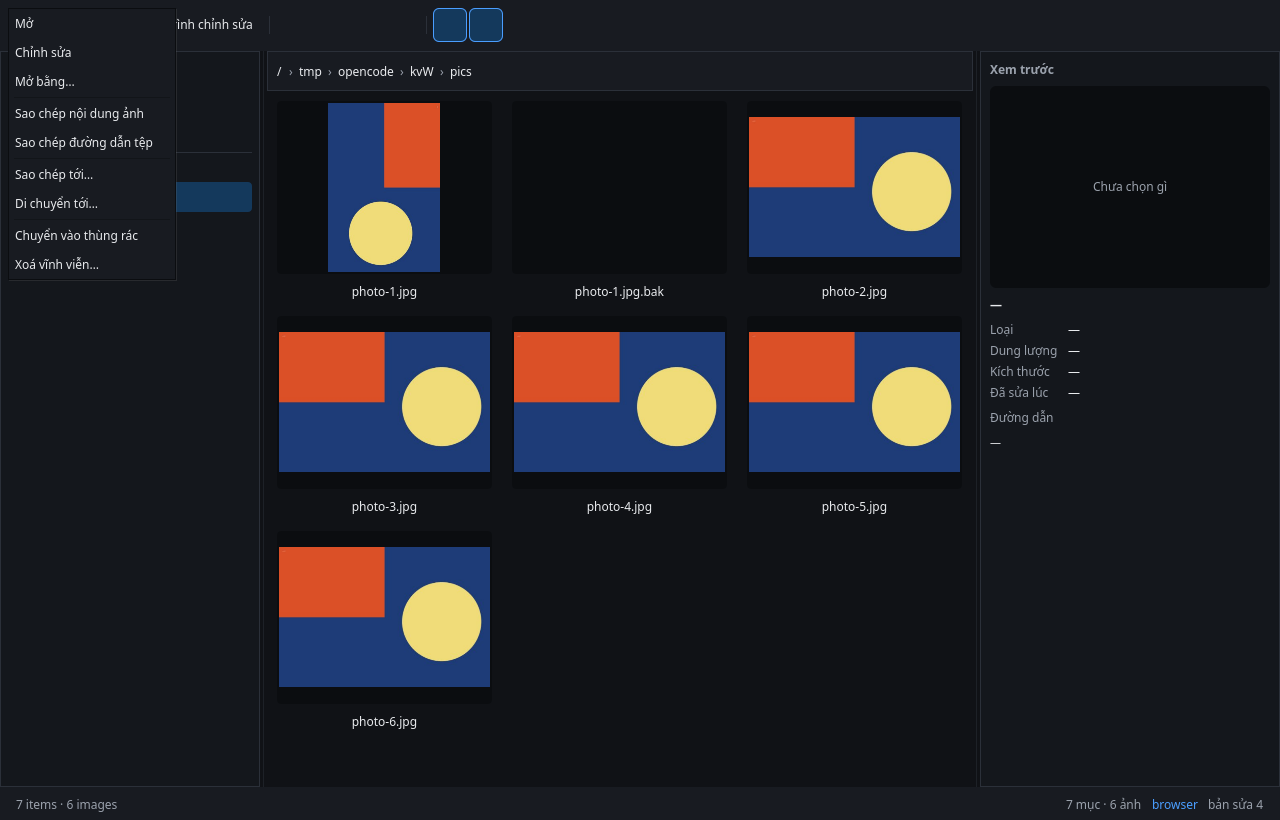 Mở
Chỉnh sửa
Mở bằng...
Sao chép nội dung ảnh
Sao chép đường dẫn tệp
Sao chép tới...
Di chuyển tới...
Chuyển vào thùng rác
Xoá vĩnh viễn...
chỉnh sửa
/ › tmp › opencode › kvW › pics
photo-1.jpg
photo-1.jpg.bak
photo-2.jpg
photo-3.jpg
photo-4.jpg
photo-5.jpg
photo-6.jpg
Xem trước
Chưa chọn gì
—
Loại —
Dung lượng —
Kích thước —
Đã sửa lúc —
Đường dẫn
—
7 items · 6 images
7 mục · 6 ảnh browser bản sửa 4